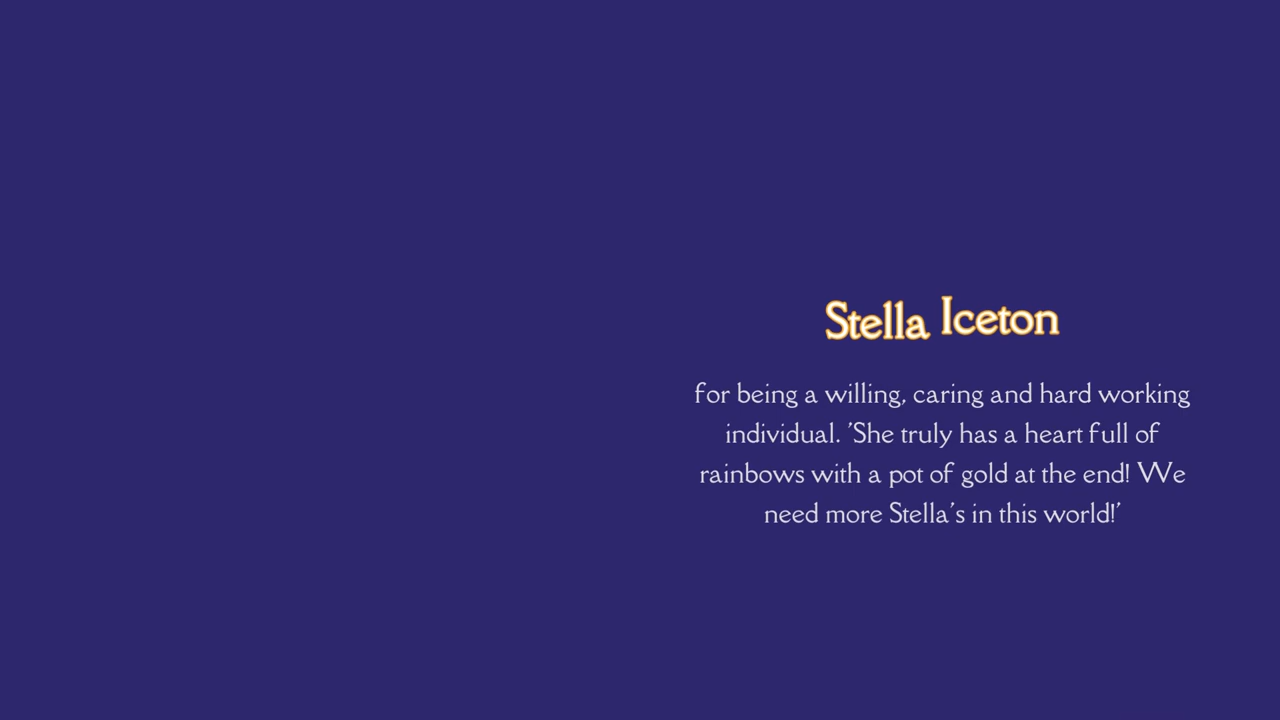 Stella Iceton
for being a willing, caring and hard working
individual. 'She truly has a heart full of
rainbows with a pot of gold at the end! We
need more Stella's in this world!'